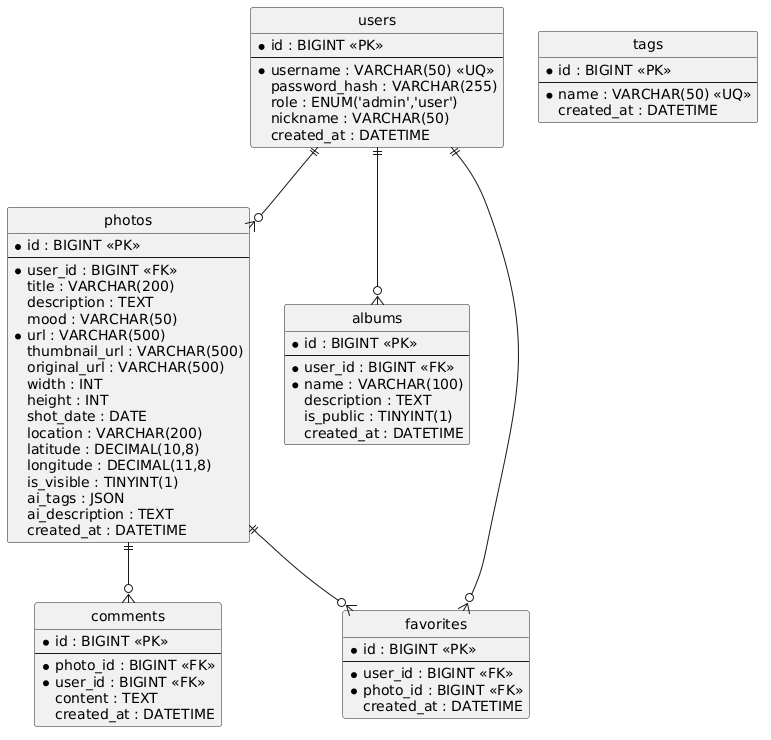 users
id : BIGINT «PK»
username : VARCHAR(50) «UQ»
password_hash : VARCHAR(255)
role : ENUM('admin','user')
nickname : VARCHAR(50)
created_at : DATETIME
tags
id : BIGINT «PK»
name : VARCHAR(50) «UQ»
created_at : DATETIME
photos
id : BIGINT «PK»
user_id : BIGINT «FK»
title : VARCHAR(200)
description : TEXT
mood : VARCHAR(50)
url : VARCHAR(500)
thumbnail_url : VARCHAR(500)
original_url : VARCHAR(500)
width : INT
height : INT
shot_date : DATE
location : VARCHAR(200)
latitude : DECIMAL(10,8)
longitude : DECIMAL(11,8)
is_visible : TINYINT(1)
ai_tags : JSON
ai_description : TEXT
created_at : DATETIME
albums
id : BIGINT «PK»
user_id : BIGINT «FK»
name : VARCHAR(100)
description : TEXT
is_public : TINYINT(1)
created_at : DATETIME
comments
id : BIGINT «PK»
photo_id : BIGINT «FK»
user_id : BIGINT «FK»
content : TEXT
created_at : DATETIME
favorites
id : BIGINT «PK»
user_id : BIGINT «FK»
photo_id : BIGINT «FK»
created_at : DATETIME